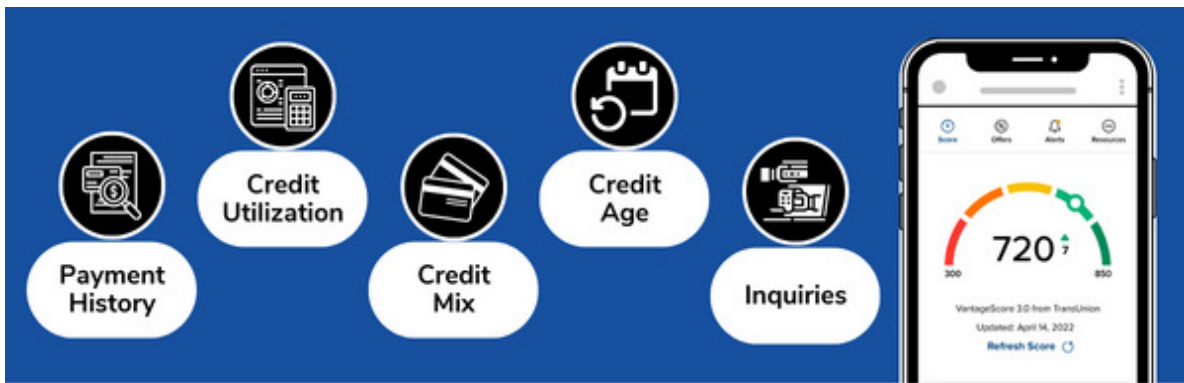 Payment
History
Credit
Utilization
Credit
Mix
Credit
Age
Inquiries
Score
Offers
Alerts
Resources
720
7
300
850
VantageScore 3.0 from TransUnion
Updated: April 14, 2022
Refresh Score